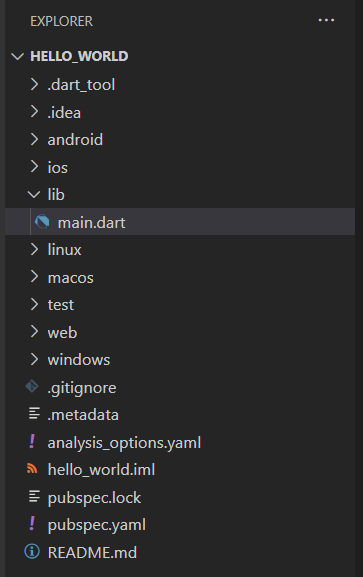 EXPLORER
HELLO_WORLD
.dart_tool
.idea
android
ios
lib
main.dart
linux
macos
test
web
windows
.gitignore
.metadata
analysis_options.yaml
hello_world.iml
pubspec.lock
pubspec.yaml
README.md